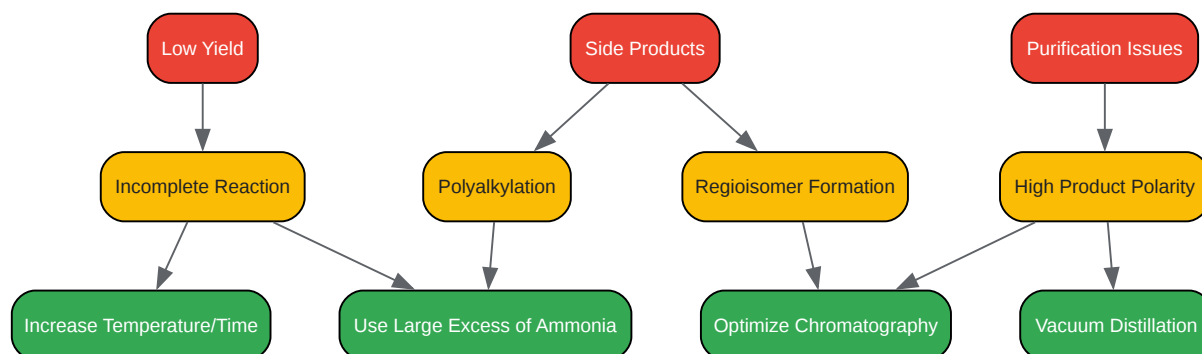 Low Yield
Side Products
Purification Issues
Incomplete Reaction
Polyalkylation
Regioisomer Formation
High Product Polarity
Increase Temperature/Time
Use Large Excess of Ammonia
Optimize Chromatography
Vacuum Distillation